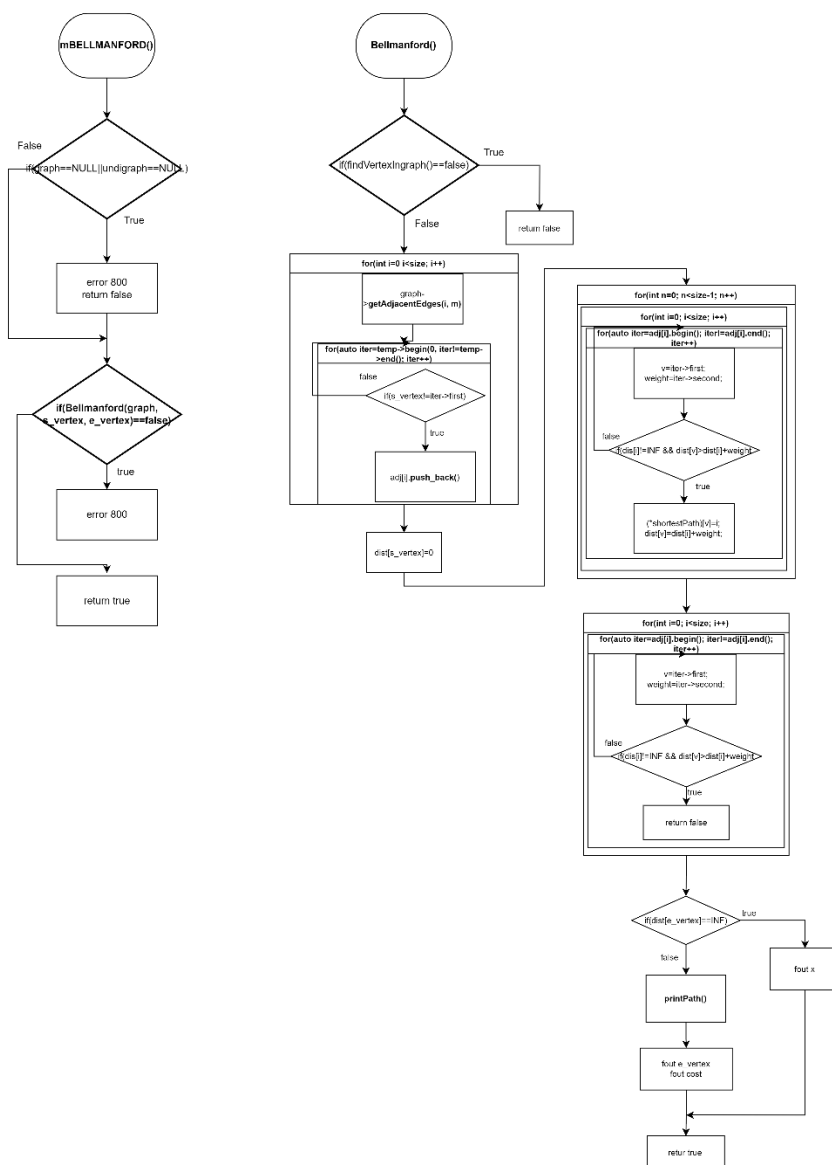 mBELLMANFORD()
False
if(graph==NULL||undigraph==NULL)
True
error 800
return false
if(Bellmanford(graph,
s_vertex, e_vertex)==false)
true
error 800
return true
Bellmanford()
True
if(findVertexIngraph()==false)
return false
False
for(int i=0 i<size; i++)
graph-
>getAdjacentEdges(i, m)
for(auto iter=temp->begin(0, iter!=temp-
>end(); iter++)
false
if(s_vertex!=iter->first)
true
adj[i].push_back()
dist[s_vertex]=0
for(int n=0; n<size-1; n++)
for(int i=0; i<size; i++)
for(auto iter=adj[i].begin(); iter!=adj[i].end();
iter++)
v=iter->first;
weight=iter->second;
false
if(dis[i]!=INF && dist[v]>dist[i]+weight
true
(*shortestPath)[v]=i;
dist[v]=dist[i]+weight;
for(int i=0; i<size; i++)
for(auto iter=adj[i].begin(); iter!=adj[i].end();
iter++)
v=iter->first;
weight=iter->second;
false
if(dis[i]!=INF && dist[v]>dist[i]+weight
true
return false
if(dist[e_vertex]==INF)
true
false
fout x
printPath()
fout e_vertex
fout cost
retur true